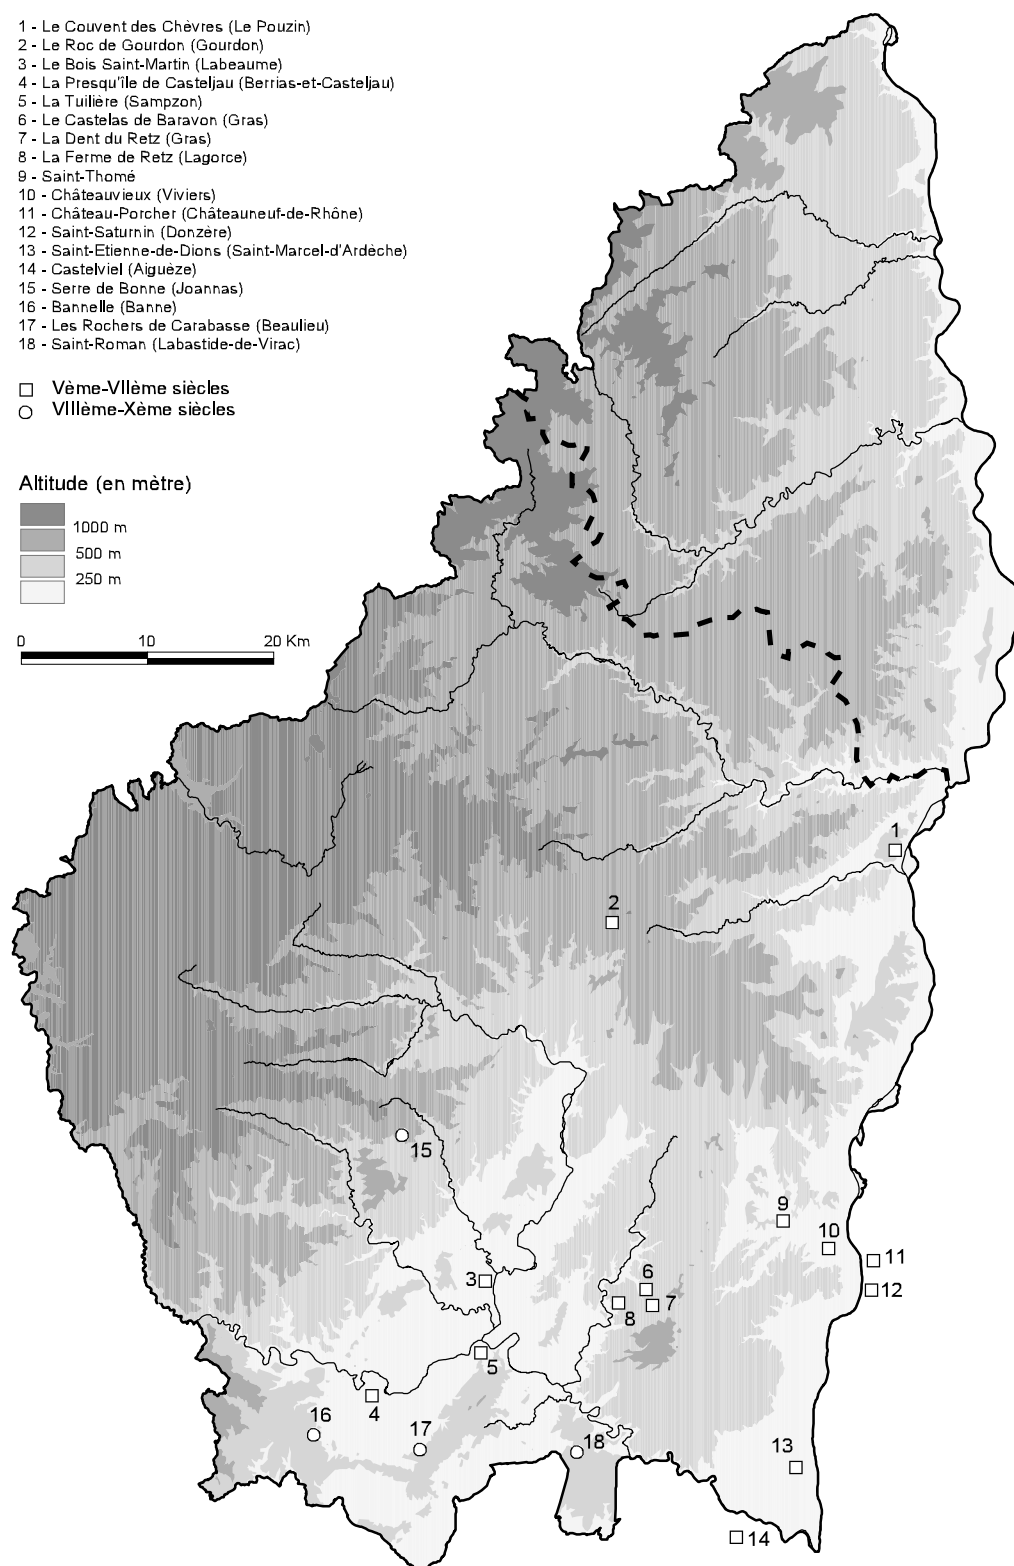 1 - Le Couvent des Chèvres (Le Pouzin)
2 - Le Roc de Gourdon (Gourdon)
3 - Le Bois Saint-Martin (Labeaume)
4 - La Presqu'île de Casteljau (Berrias-et-Casteljau)
5 - La Tuilière (Sampzon)
6 - Le Castelas de Baravon (Gras)
7 - La Dent du Retz (Gras)
8 - La Ferme de Retz (Lagorce)
9 - Saint-Thomé
10 - Châteauvieux (Viviers)
11 - Château-Porcher (Châteauneuf-de-Rhône)
12 - Saint-Saturnin (Donzère)
13 - Saint-Etienne-de-Dions (Saint-Marcel-d'Ardèche)
14 - Castelviel (Aiguèze)
15 - Serre de Bonne (Joannas)
16 - Bannelle (Banne)
17 - Les Rochers de Carabasse (Beaulieu)
18 - Saint-Roman (Labastide-de-Virac)
Vème-VIIème siècles
VIIIème-Xème siècles
Altitude (en mètre)
1000 m
500 m
250 m
0 10 20 Km
1
2
15
9
10
11
3
6
12
8
7
5
4
16
17
18
13
14